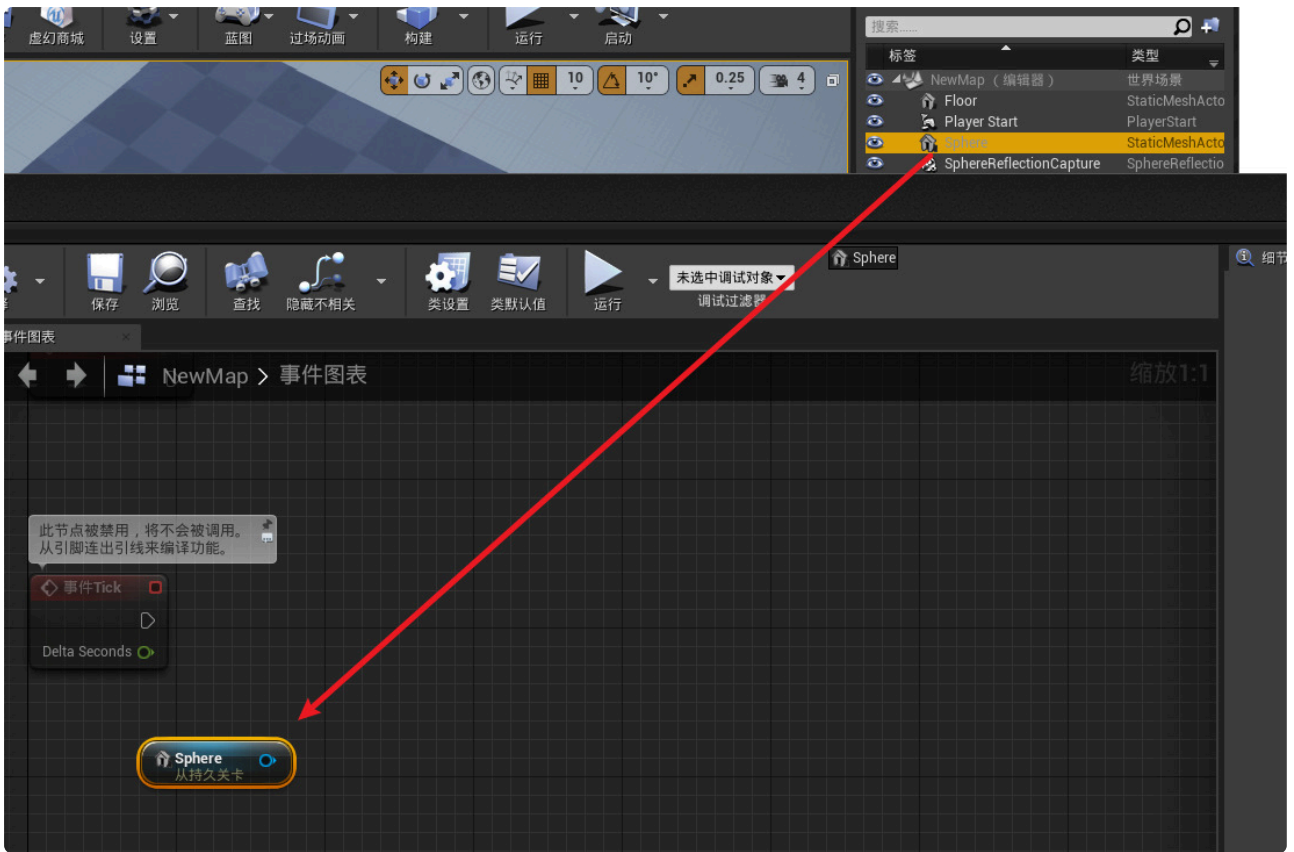 虚幻商城
设置
蓝图
过场动画
构建
运行
启动
搜索……
标签
类型
10
10°
0.25
4
NewMap （编辑器）
世界场景
Floor
StaticMeshActo
Player Start
PlayerStart
Sphere
StaticMeshActo
SphereReflectionCapture
SphereReflectio
保存
浏览
查找
隐藏不相关
类设置
类默认值
运行
未选中调试对象
调试过滤器
Sphere
细节
事件图表
NewMap > 事件图表
缩放1:1
此节点被禁用，将不会被调用。
从引脚连出引线来编译功能。
事件Tick
Delta Seconds
Sphere
从持久关卡